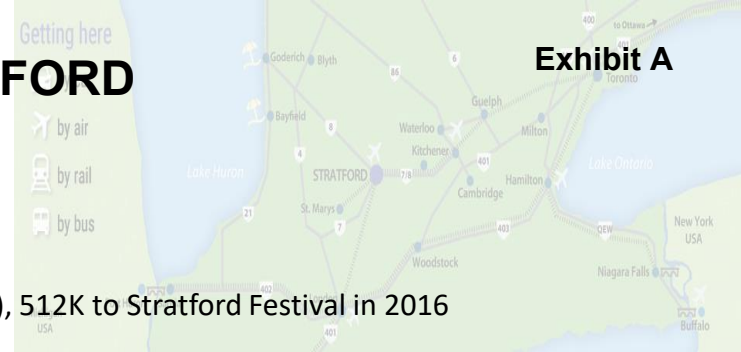 Getting here
FORD
Exhibit A
by air
by rail
by bus
400
to Ottawa
401
Toronto
Goderich
Blyth
6
86
Guelph
Bayfield
8
Waterloo
Milton
Kitchener
4
401
Lake Huron
STRATFORD
7/8
Lake Ontario
Cambridge
Hamilton
St. Marys
21
7
403
QEW
New York
USA
Woodstock
Niagara Falls
402
), 512K to Stratford Festival in 2016
USA
401
Buffalo